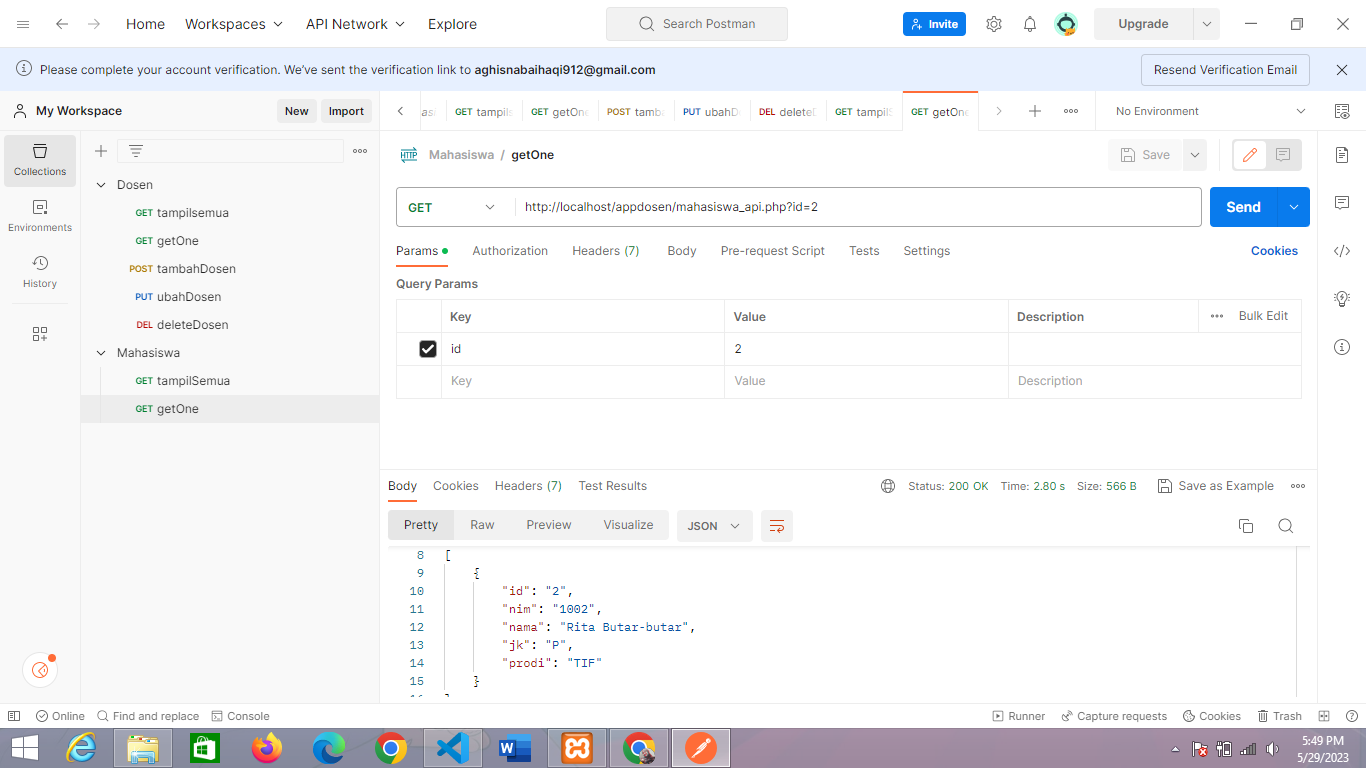 Home Workspaces API Network Explore Search Postman Invite Upgrade
Please complete your account verification. We've sent the verification link to aghisnabaihaqi912@gmail.com Resend Verification Email
My Workspace New Import
GET tampils GET getOne POST tamba UBAH PUT ubahD DEL deleteD GET tampilS GET getOne No Environment
Collections
Environments
History
Dosen
GET tampilsemua
GET getOne
POST tambahDosen
PUT ubahDosen
DEL deleteDosen
Mahasiswa
GET tampilSemua
GET getOne
HTTP Mahasiswa / getOne Save
GET http://localhost/appdosen/mahasiswa_api.php?id=2 Send
Params Authorization Headers (7) Body Pre-request Script Tests Settings Cookies
Query Params
Key Value Description Bulk Edit
id 2
Key Value Description
Body Cookies Headers (7) Test Results Status: 200 OK Time: 2.80 s Size: 566 B Save as Example
Pretty Raw Preview Visualize JSON
8 [
9 {
10 "id": "2",
11 "nim": "1002",
12 "nama": "Rita Butar-butar",
13 "jk": "P",
14 "prodi": "TIF"
15 }
Online Find and replace Console Runner Capture requests Cookies Trash
5:49 PM
5/29/2023